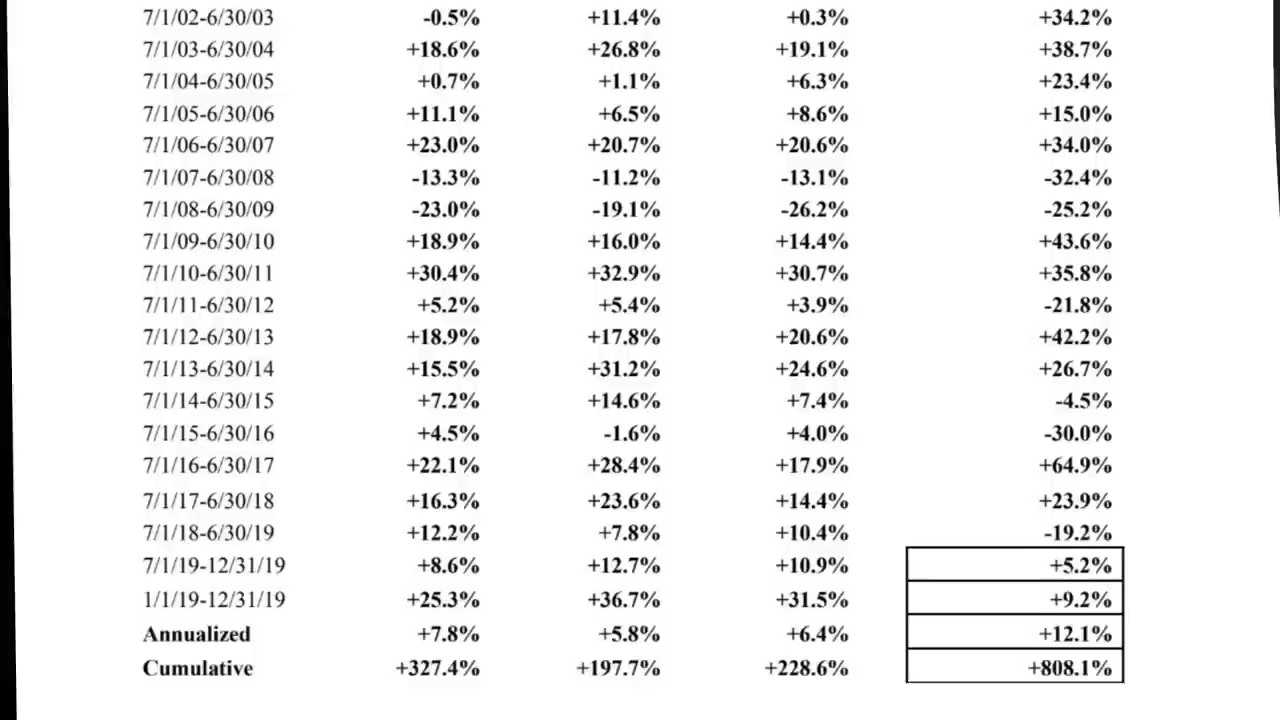 7/1/02-6/30/03 -0.5% +11.4% +0.3% +34.2%
7/1/03-6/30/04 +18.6% +26.8% +19.1% +38.7%
7/1/04-6/30/05 +0.7% +1.1% +6.3% +23.4%
7/1/05-6/30/06 +11.1% +6.5% +8.6% +15.0%
7/1/06-6/30/07 +23.0% +20.7% +20.6% +34.0%
7/1/07-6/30/08 -13.3% -11.2% -13.1% -32.4%
7/1/08-6/30/09 -23.0% -19.1% -26.2% -25.2%
7/1/09-6/30/10 +18.9% +16.0% +14.4% +43.6%
7/1/10-6/30/11 +30.4% +32.9% +30.7% +35.8%
7/1/11-6/30/12 +5.2% +5.4% +3.9% -21.8%
7/1/12-6/30/13 +18.9% +17.8% +20.6% +42.2%
7/1/13-6/30/14 +15.5% +31.2% +24.6% +26.7%
7/1/14-6/30/15 +7.2% +14.6% +7.4% -4.5%
7/1/15-6/30/16 +4.5% -1.6% +4.0% -30.0%
7/1/16-6/30/17 +22.1% +28.4% +17.9% +64.9%
7/1/17-6/30/18 +16.3% +23.6% +14.4% +23.9%
7/1/18-6/30/19 +12.2% +7.8% +10.4% -19.2%
7/1/19-12/31/19 +8.6% +12.7% +10.9% +5.2%
1/1/19-12/31/19 +25.3% +36.7% +31.5% +9.2%
Annualized +7.8% +5.8% +6.4% +12.1%
Cumulative +327.4% +197.7% +228.6% +808.1%